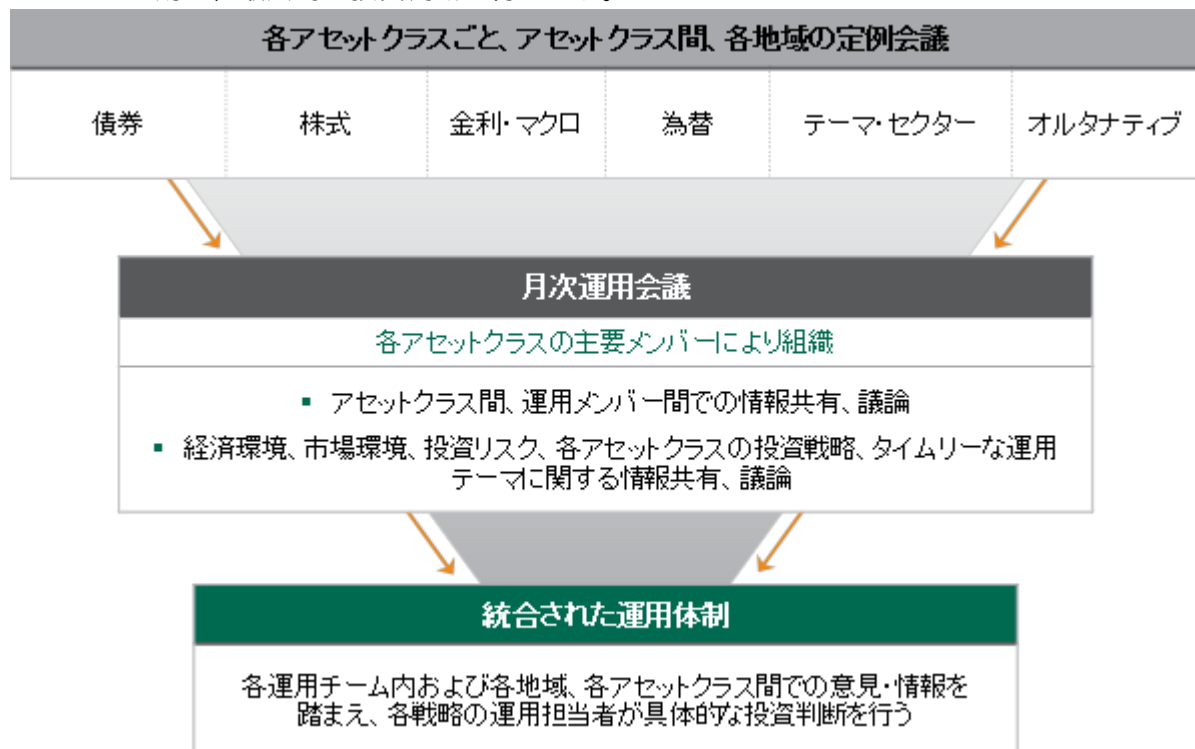 各アセットクラスごと、アセットクラス間、各地域の定例会議
債券 株式 金利・マクロ 為替 テーマ・セクター オルタナティブ
月次運用会議
各アセットクラスの主要メンバーにより組織
▪ アセットクラス間、運用メンバー間での情報共有、議論
▪ 経済環境、市場環境、投資リスク、各アセットクラスの投資戦略、タイムリーな運用
テーマに関する情報共有、議論
統合された運用体制
各運用チーム内および各地域、各アセットクラス間での意見・情報を
踏まえ、各戦略の運用担当者が具体的な投資判断を行う